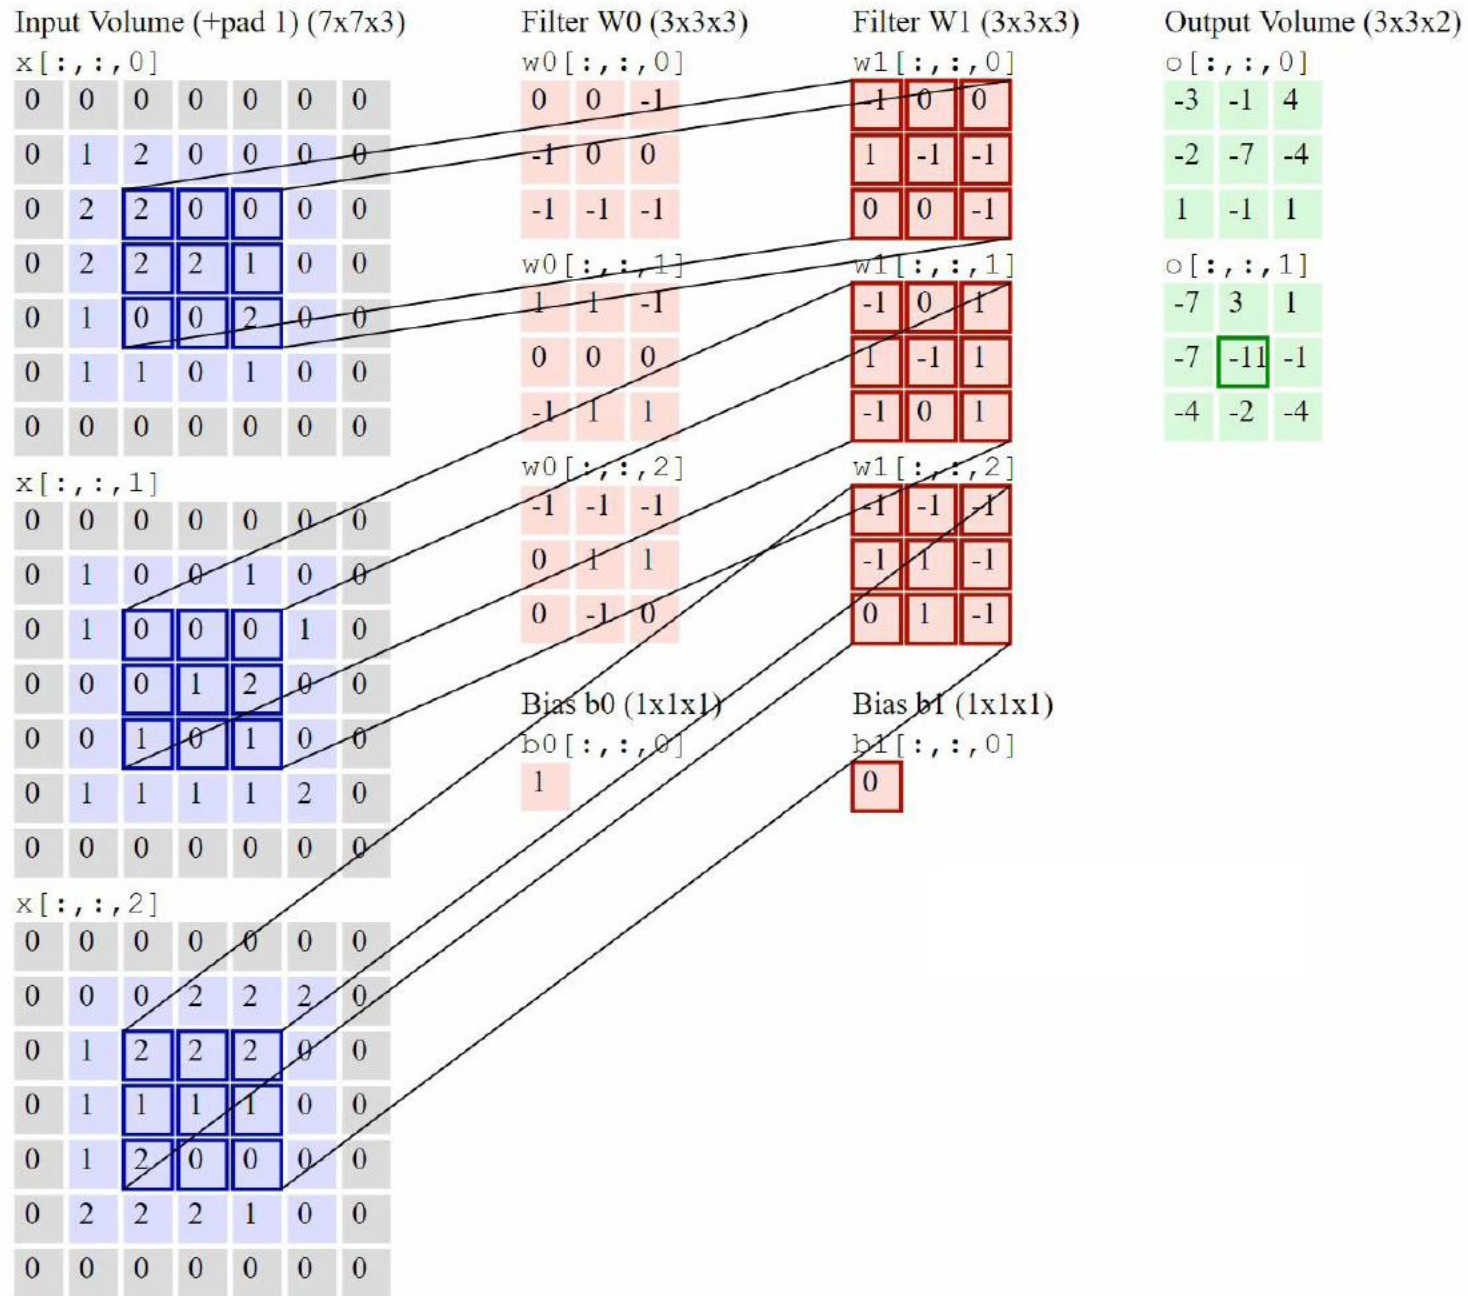 Input Volume (+pad 1) (7x7x3)
x[:,:,0]
0 0 0 0 0 0 0
0 1 2 0 0 0 0
0 2 2 0 0 0 0
0 2 2 2 1 0 0
0 1 0 0 2 0 0
0 1 1 0 1 0 0
0 0 0 0 0 0 0
x[:,:,1]
0 0 0 0 0 0 0
0 1 0 0 1 0 0
0 1 0 0 0 1 0
0 0 0 1 2 0 0
0 0 1 0 1 0 0
0 1 1 1 1 2 0
0 0 0 0 0 0 0
x[:,:,2]
0 0 0 0 0 0 0
0 0 0 2 2 2 0
0 1 2 2 2 0 0
0 1 1 1 1 0 0
0 1 2 0 0 0 0
0 2 2 2 1 0 0
0 0 0 0 0 0 0
Filter W0 (3x3x3)
w0[:,:,0]
0 0 -1
-1 0 0
-1 -1 -1
w0[:,:,1]
1 1 -1
0 0 0
-1 1 1
w0[:,:,2]
-1 -1 -1
0 1 1
0 -1 0
Bias b0 (1x1x1)
b0[:,:,0]
1
Filter W1 (3x3x3)
w1[:,:,0]
-1 0 0
1 -1 -1
0 0 -1
w1[:,:,1]
-1 0 1
1 -1 1
-1 0 1
w1[:,:,2]
-1 -1 -1
-1 1 -1
0 1 -1
Bias b1 (1x1x1)
b1[:,:,0]
0
Output Volume (3x3x2)
o[:,:,0]
-3 -1 4
-2 -7 -4
1 -1 1
o[:,:,1]
-7 3 1
-7 -11 -1
-4 -2 -4